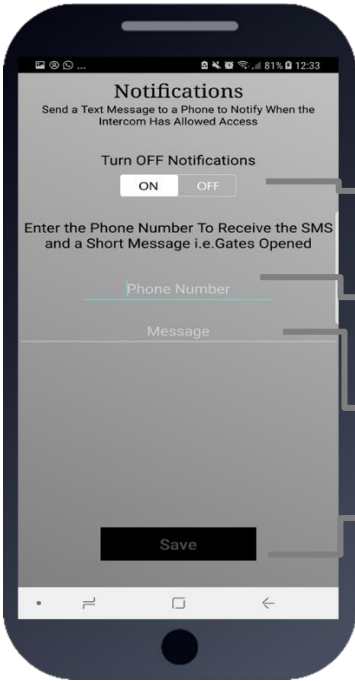 ... 81% 12:33
Notifications
Send a Text Message to a Phone to Notify When the
Intercom Has Allowed Access
Turn OFF Notifications
ON OFF
Enter the Phone Number To Receive the SMS
and a Short Message i.e.Gates Opened
Phone Number
Message
Save